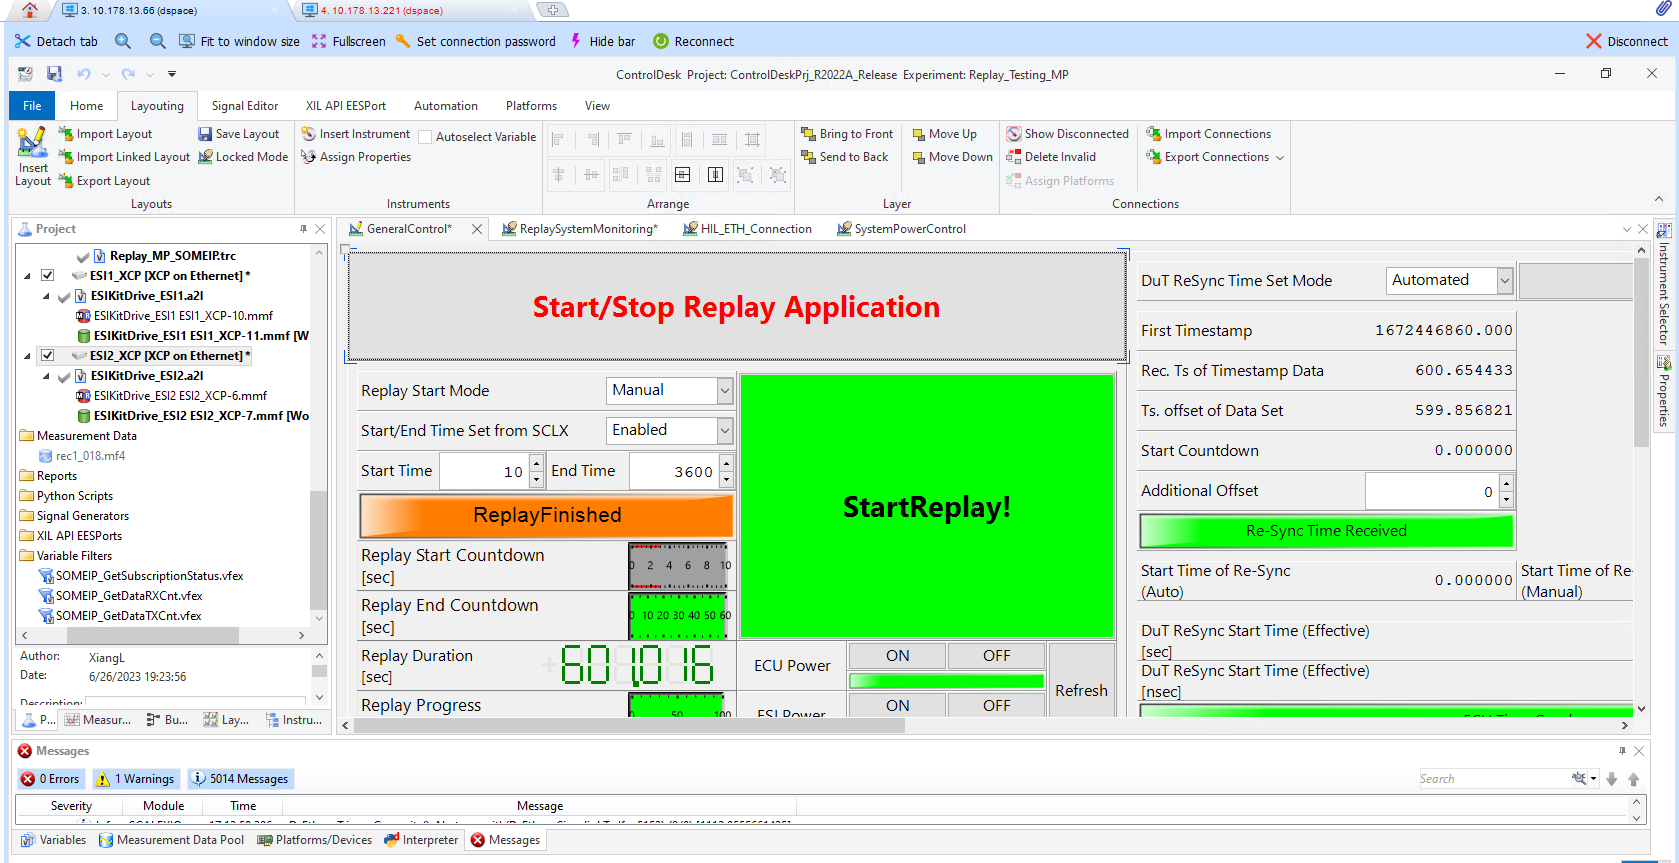 3. 10.178.13.66 (dspace)
4. 10.178.13.221 (dspace)
Detach tab
Fit to window size
Fullscreen
Set connection password
Hide bar
Reconnect
Disconnect
ControlDesk Project: ControlDeskPrj_R2022A_Release Experiment: Replay_Testing_MP
File
Home
Layouting
Signal Editor
XIL API EESPort
Automation
Platforms
View
Insert Layout
Import Layout
Import Linked Layout
Export Layout
Save Layout
Locked Mode
Layouts
Insert Instrument
Assign Properties
Autoselect Variable
Instruments
Arrange
Bring to Front
Send to Back
Move Up
Move Down
Layer
Show Disconnected
Delete Invalid
Assign Platforms
Import Connections
Export Connections
Connections
Project
Replay_MP_SOMEIP.trc
ESI1_XCP [XCP on Ethernet] *
ESIKitDrive_ESI1.a2l
ESIKitDrive_ESI1 ESI1_XCP-10.mmf
ESIKitDrive_ESI1 ESI1_XCP-11.mmf [W
ESI2_XCP [XCP on Ethernet] *
ESIKitDrive_ESI2.a2l
ESIKitDrive_ESI2 ESI2_XCP-6.mmf
ESIKitDrive_ESI2 ESI2_XCP-7.mmf [Wo
Measurement Data
rec1_018.mf4
Reports
Python Scripts
Signal Generators
XIL API EESPorts
Variable Filters
SOMEIP_GetSubscriptionStatus.vfex
SOMEIP_GetDataRXCnt.vfex
SOMEIP_GetDataTXCnt.vfex
Author: XiangL
Date: 6/26/2023 19:23:56
Description:
P...
Measur...
Bu...
Lay...
Instru...
GeneralControl*
ReplaySystemMonitoring*
HIL_ETH_Connection
SystemPowerControl
Start/Stop Replay Application
Replay Start Mode
Manual
Start/End Time Set from SCLX
Enabled
Start Time 10
End Time 3600
ReplayFinished
Replay Start Countdown
[sec]
0 2 4 6 8 10
Replay End Countdown
[sec]
0 10 20 30 40 50 60
Replay Duration
[sec]
601.016
Replay Progress
50 100
StartReplay!
ECU Power
ON
OFF
ESI Power
ON
OFF
Refresh
DuT ReSync Time Set Mode
Automated
First Timestamp 1672446860.000
Rec. Ts of Timestamp Data 600.654433
Ts. offset of Data Set 599.856821
Start Countdown 0.000000
Additional Offset 0
Re-Sync Time Received
Start Time of Re-Sync
(Auto)
0.000000
Start Time of Re-
(Manual)
DuT ReSync Start Time (Effective)
[sec]
DuT ReSync Start Time (Effective)
[nsec]
Instrument Selector
Properties
Messages
0 Errors
1 Warnings
5014 Messages
Search
Severity
Module
Time
Message
Variables
Measurement Data Pool
Platforms/Devices
Interpreter
Messages